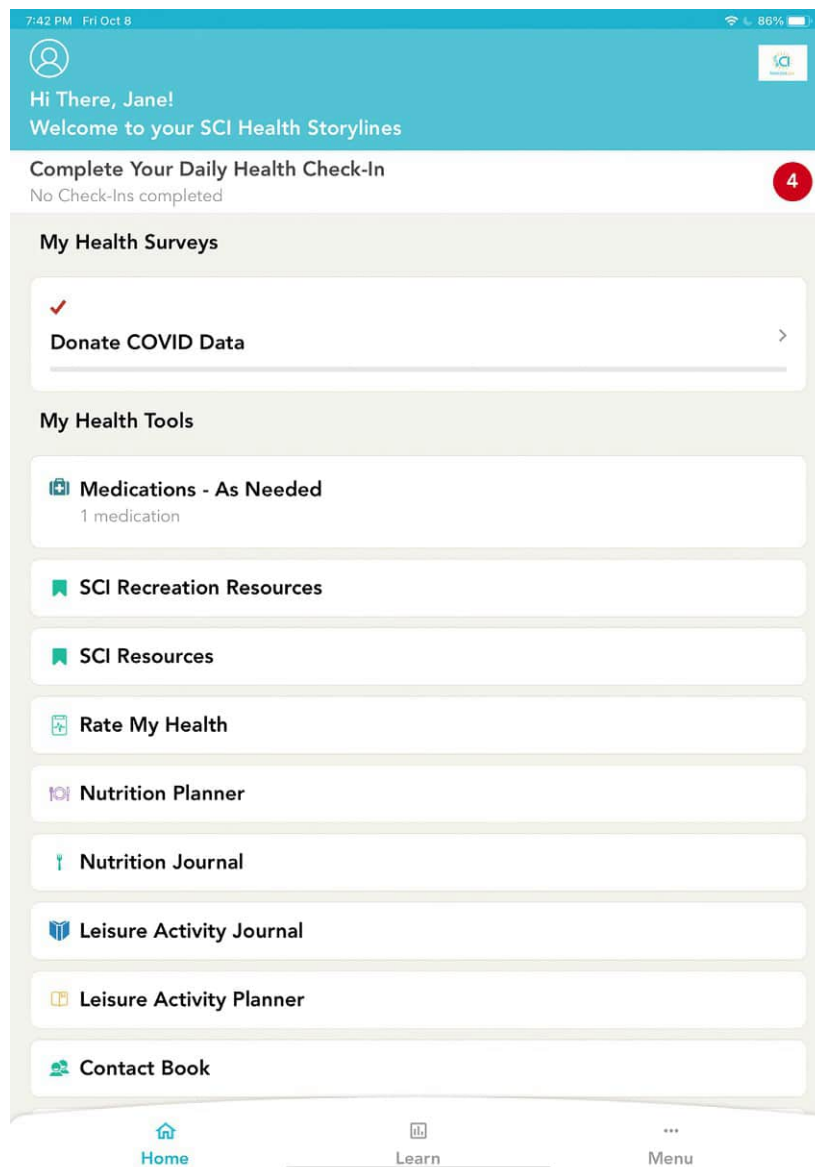 7:42 PM Fri Oct 8
86%
SCI
Hi There, Jane!
Welcome to your SCI Health Storylines
Complete Your Daily Health Check-In
No Check-Ins completed
4
My Health Surveys
Donate COVID Data
My Health Tools
Medications - As Needed
1 medication
SCI Recreation Resources
SCI Resources
Rate My Health
Nutrition Planner
Nutrition Journal
Leisure Activity Journal
Leisure Activity Planner
Contact Book
Home
Learn
Menu